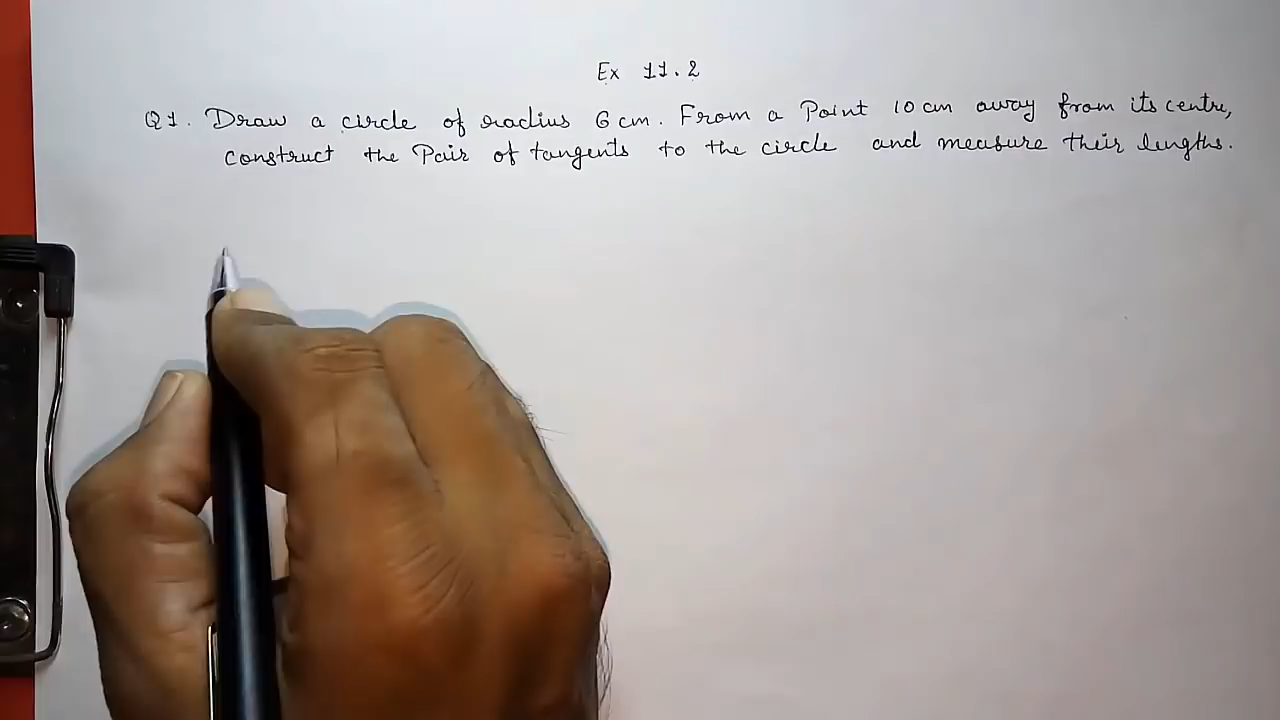 Ex 11.2
Q1. Draw a circle of radius 6 cm. From a Point 10 cm away from its centre,
construct the Pair of tangents to the circle and measure their lengths.